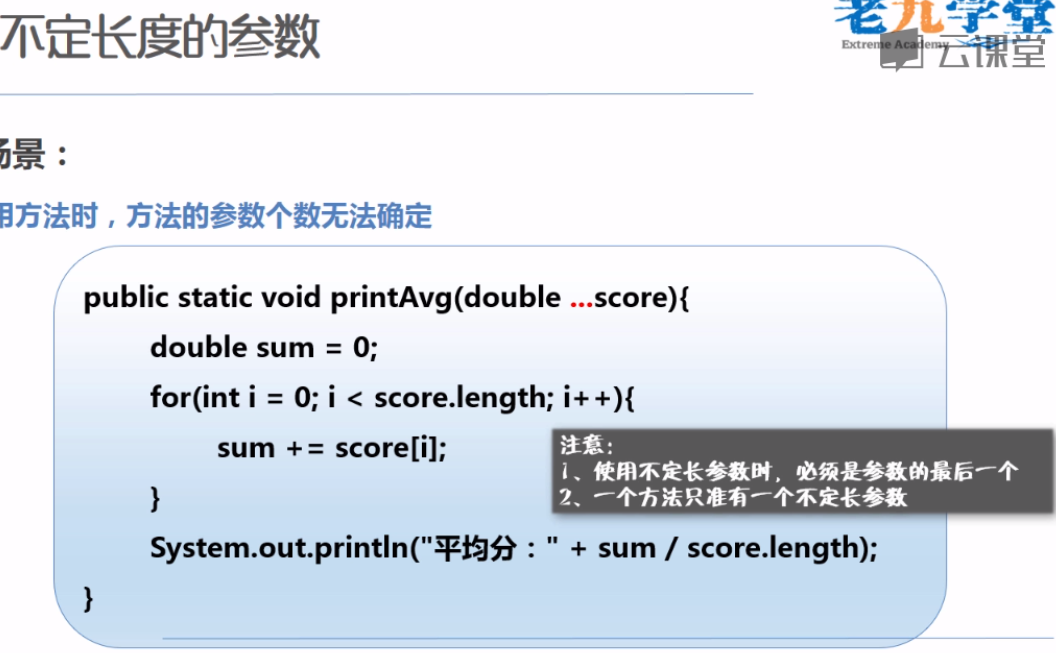 不定长度的参数
老九学堂
Extreme Academy
云课堂
场景：
用方法时，方法的参数个数无法确定
public static void printAvg(double ...score){
double sum = 0;
for(int i = 0; i < score.length; i++){
sum += score[i];
注意：
1、使用不定长参数时，必须是参数的最后一个
2、一个方法只准有一个不定长参数
}
System.out.println("平均分：" + sum / score.length);
}